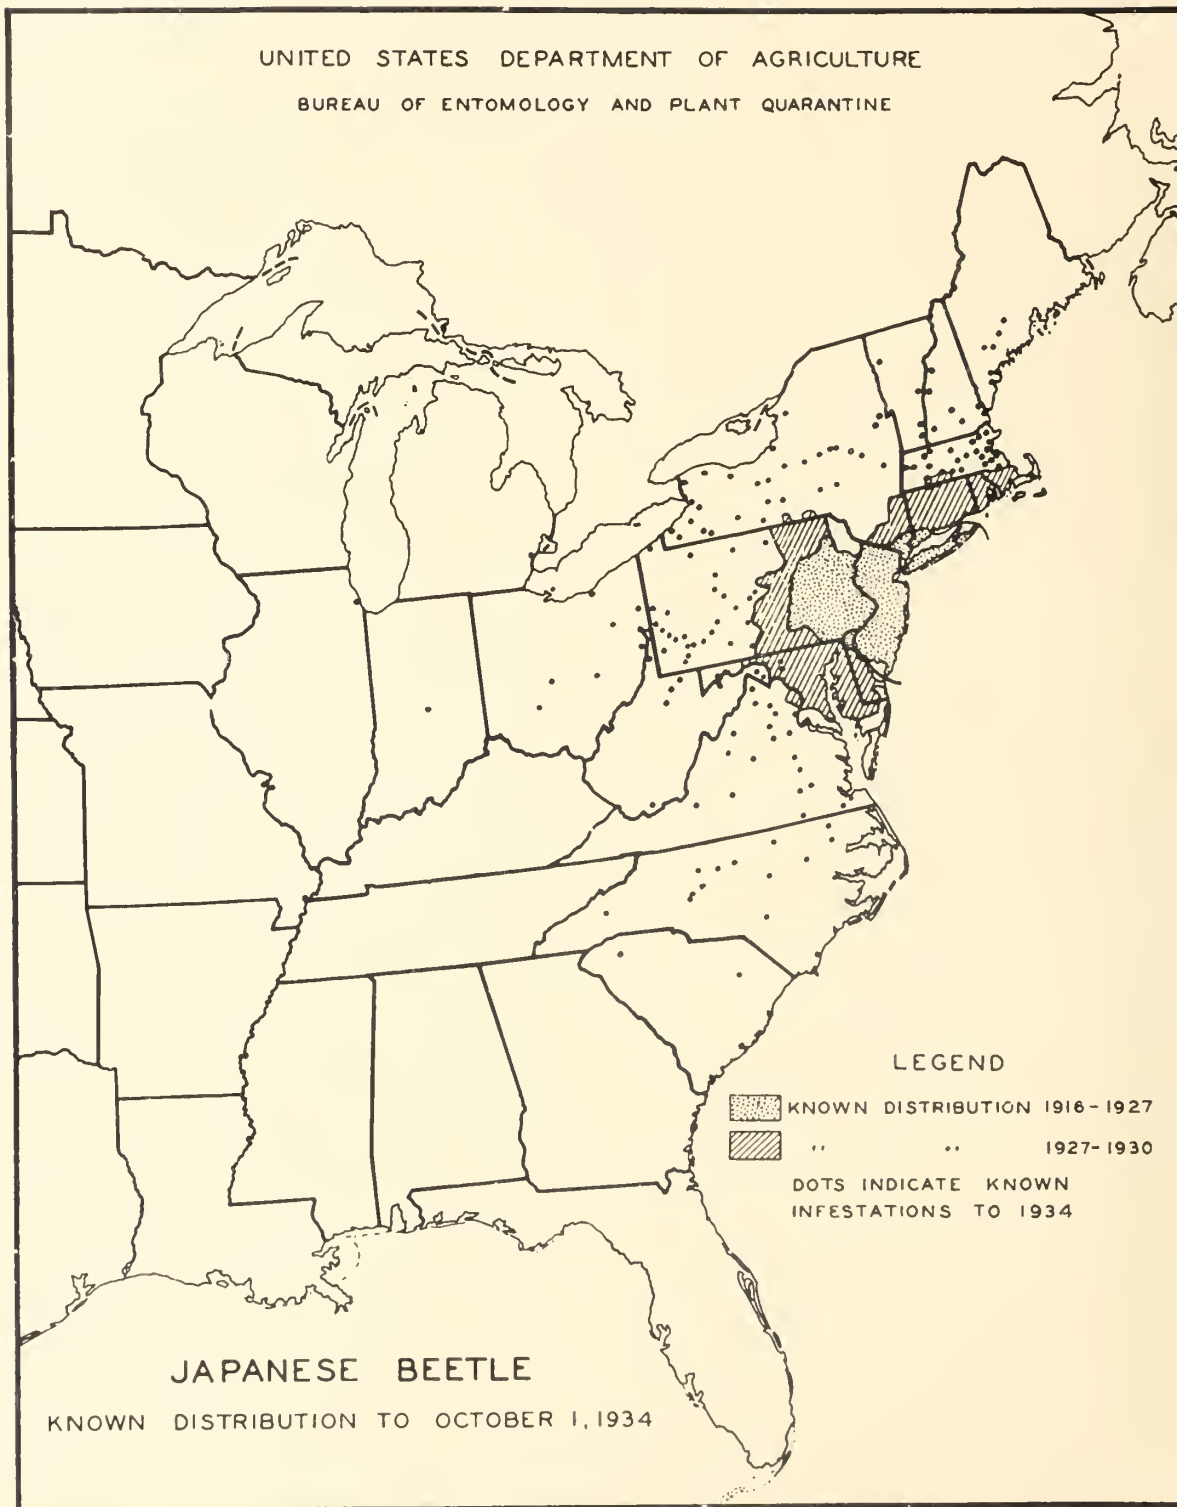 UNITED STATES DEPARTMENT OF AGRICULTURE
BUREAU OF ENTOMOLOGY AND PLANT QUARANTINE
LEGEND
KNOWN DISTRIBUTION 1916-1927
" " 1927-1930
DOTS INDICATE KNOWN
INFESTATIONS TO 1934
JAPANESE BEETLE
KNOWN DISTRIBUTION TO OCTOBER 1, 1934